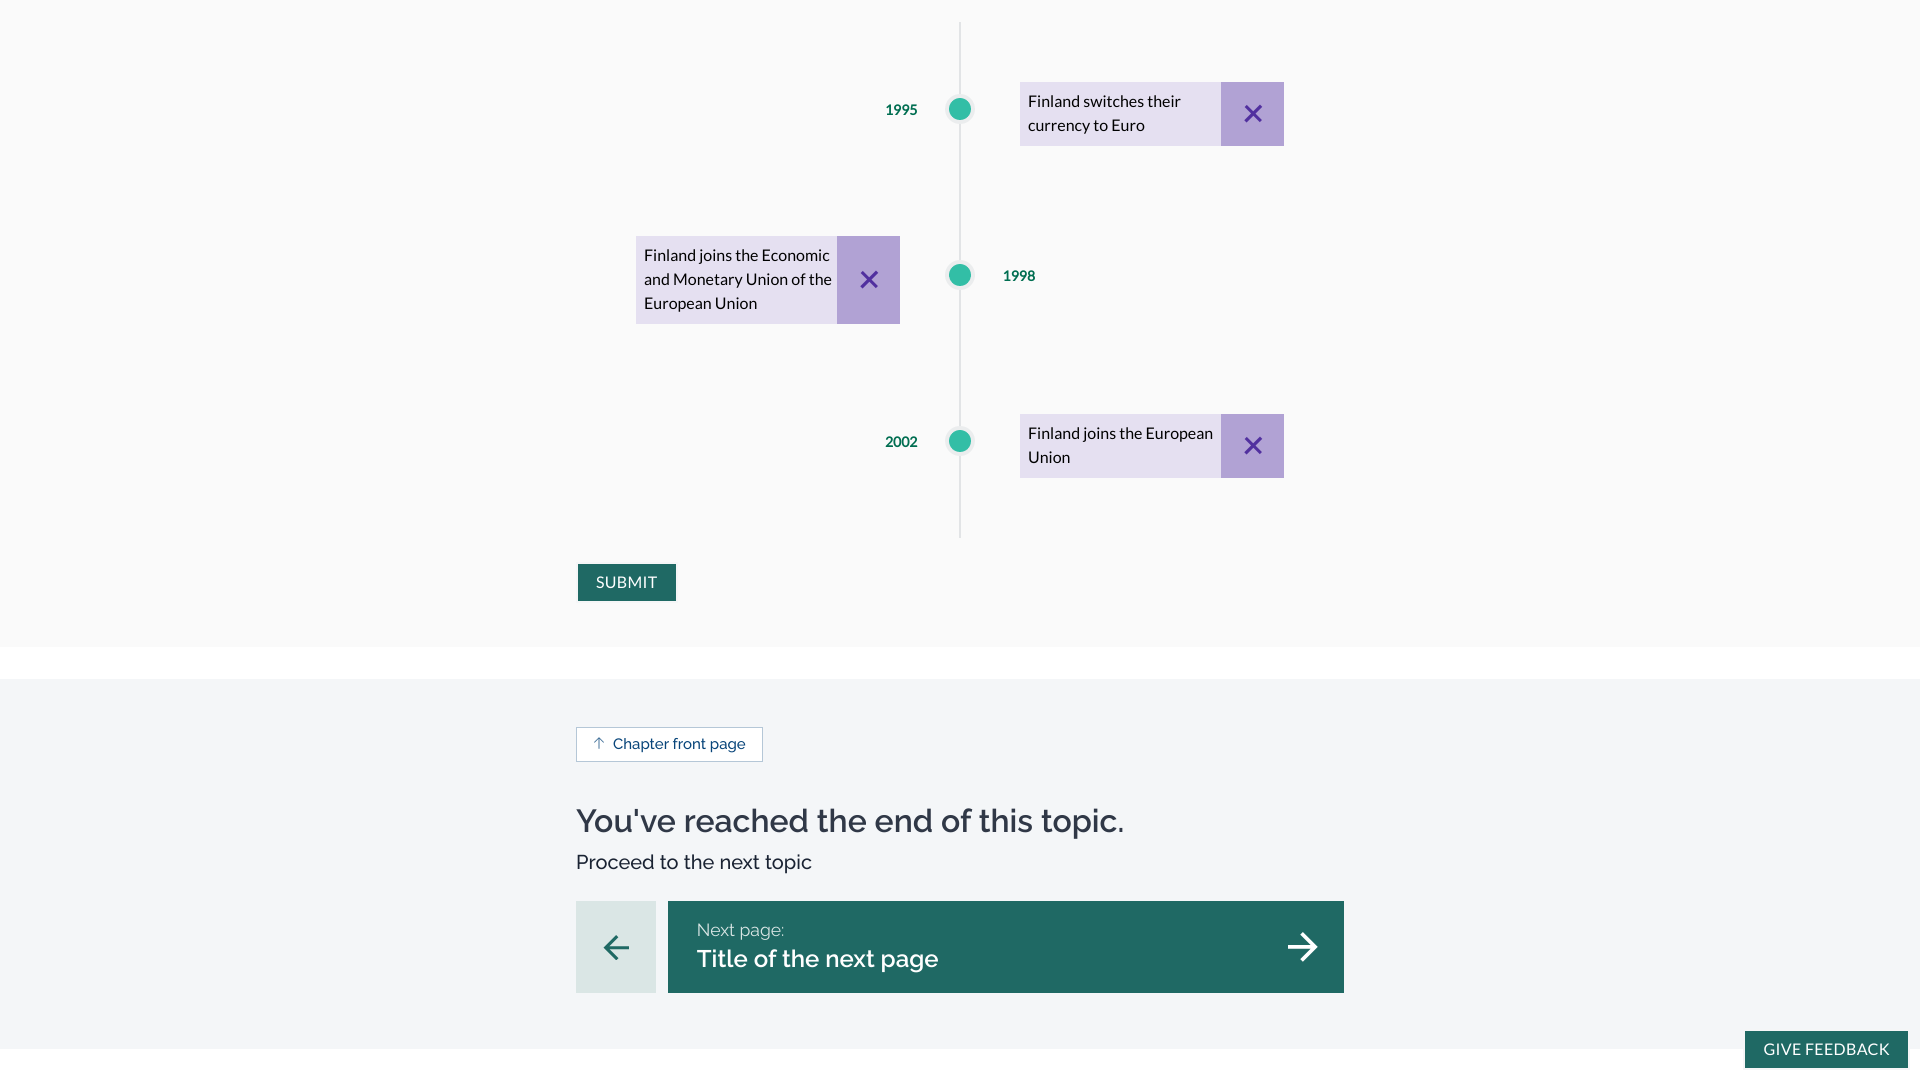 1995
Finland switches their
currency to Euro
Finland joins the Economic
and Monetary Union of the
European Union
1998
2002
Finland joins the European
Union
SUBMIT
Chapter front page
You've reached the end of this topic.
Proceed to the next topic
Next page:
Title of the next page
GIVE FEEDBACK